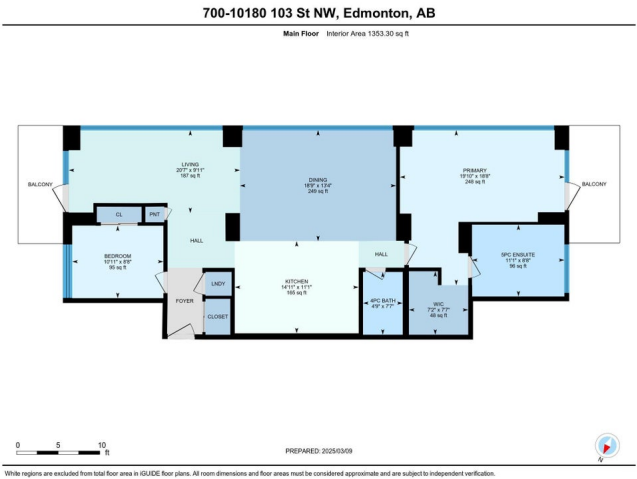 700-10180 103 St NW, Edmonton, AB
Main Floor Interior Area 1353.30 sq ft
BALCONY
LIVING
20'7" x 9'11"
187 sq ft
DINING
18'9" x 13'4"
249 sq ft
PRIMARY
19'10" x 18'9"
246 sq ft
BALCONY
CL
PNT
HALL
BEDROOM
10'11" x 8'8"
95 sq ft
HALL
5PC ENSUITE
11'1" x 8'8"
96 sq ft
FOYER
LNDY
CLOSET
KITCHEN
14'11" x 11'1"
165 sq ft
4PC BATH
4'9" x 7'7"
WIC
7'2" x 7'7"
48 sq ft
0 5 10
ft
PREPARED: 2025/03/09
N
White regions are excluded from total floor area in iGUIDE floor plans. All room dimensions and floor areas must be considered approximate and are subject to independent verification.